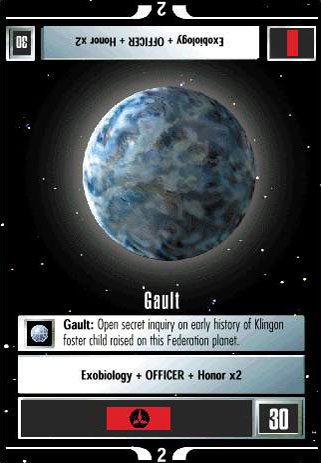 2
30
Exobiology + OFFICER + Honor x2
Gault
Gault: Open secret inquiry on early history of Klingon
foster child raised on this Federation planet.
Exobiology + OFFICER + Honor x2
30
2